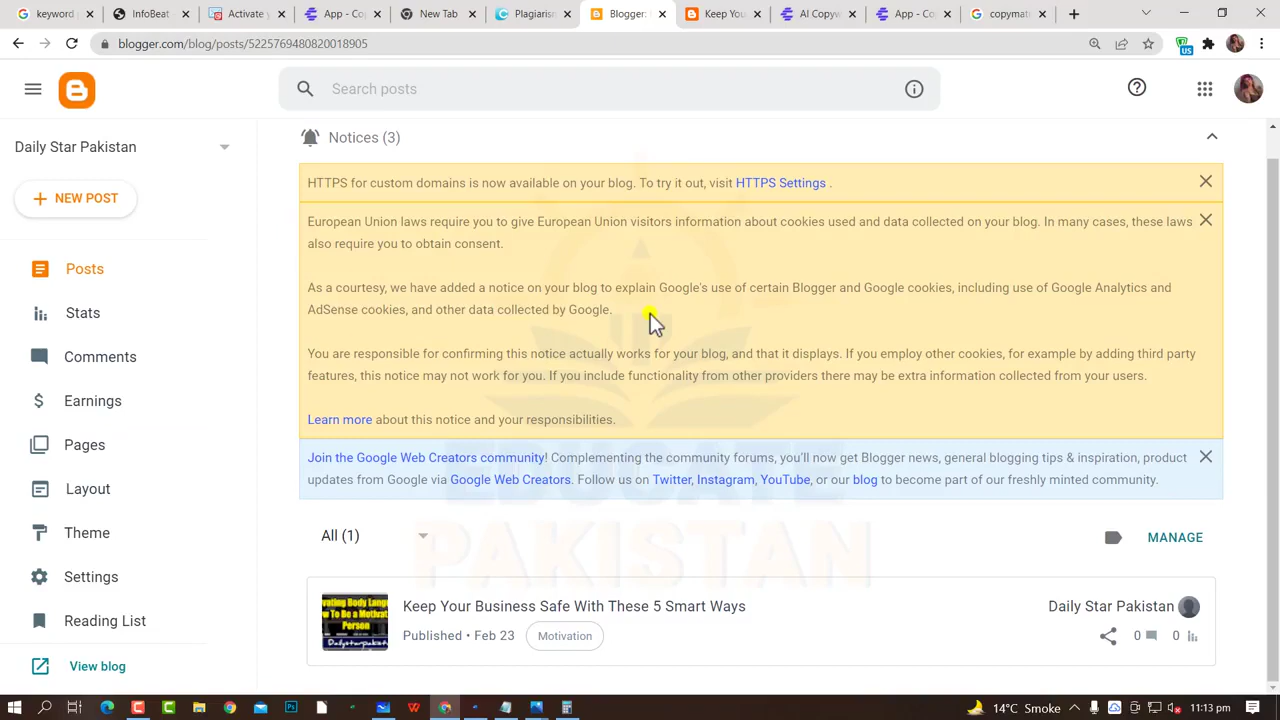 keyword
InfoBeat
Activate y
App - Co
New Tab
Plagiarism
Blogger:
Keep You
AI Copyw
App - Co
copyma
blogger.com/blog/posts/5225769480820018905
US
Search posts
Daily Star Pakistan
NEW POST
Posts
Stats
Comments
Earnings
Pages
Layout
Theme
Settings
Reading List
View blog
Notices (3)
HTTPS for custom domains is now available on your blog. To try it out, visit HTTPS Settings .
European Union laws require you to give European Union visitors information about cookies used and data collected on your blog. In many cases, these laws
also require you to obtain consent.
As a courtesy, we have added a notice on your blog to explain Google's use of certain Blogger and Google cookies, including use of Google Analytics and
AdSense cookies, and other data collected by Google.
You are responsible for confirming this notice actually works for your blog, and that it displays. If you employ other cookies, for example by adding third party
features, this notice may not work for you. If you include functionality from other providers there may be extra information collected from your users.
Learn more about this notice and your responsibilities.
Join the Google Web Creators community! Complementing the community forums, you'll now get Blogger news, general blogging tips & inspiration, product
updates from Google via Google Web Creators. Follow us on Twitter, Instagram, YouTube, or our blog to become part of our freshly minted community.
EDUCATE
PAKISTAN
All (1)
MANAGE
Keep Your Business Safe With These 5 Smart Ways
Daily Star Pakistan
Published • Feb 23
Motivation
0
0
14°C Smoke
11:13 pm